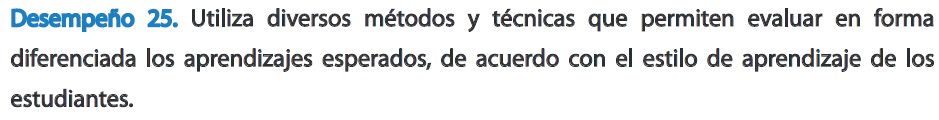 Desempeño 25. Utiliza diversos métodos y técnicas que permiten evaluar en forma
diferenciada los aprendizajes esperados, de acuerdo con el estilo de aprendizaje de los
estudiantes.